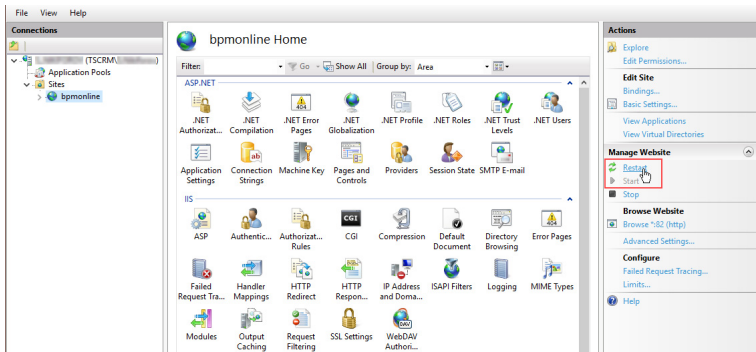 File View Help
Connections
(TSCRM\
Application Pools
Sites
bpmonline
bpmonline Home
Filter: Go Show All Group by: Area
ASP.NET
.NET Authorizat...
.NET Compilation
.NET Error Pages
.NET Globalization
.NET Profile
.NET Roles
.NET Trust Levels
.NET Users
Application Settings
Connection Strings
Machine Key
Pages and Controls
Providers
Session State
SMTP E-mail
IIS
ASP
Authentic...
Authorizat... Rules
CGI
Compression
Default Document
Directory Browsing
Error Pages
Failed Request Tra...
Handler Mappings
HTTP Redirect
HTTP Respon...
IP Address and Doma...
ISAPI Filters
Logging
MIME Types
Modules
Output Caching
Request Filtering
SSL Settings
WebDAV Authori...
Actions
Explore
Edit Permissions...
Edit Site
Bindings...
Basic Settings...
View Applications
View Virtual Directories
Manage Website
Restart
Start
Stop
Browse Website
Browse *:82 (http)
Advanced Settings...
Configure
Failed Request Tracing...
Limits...
Help